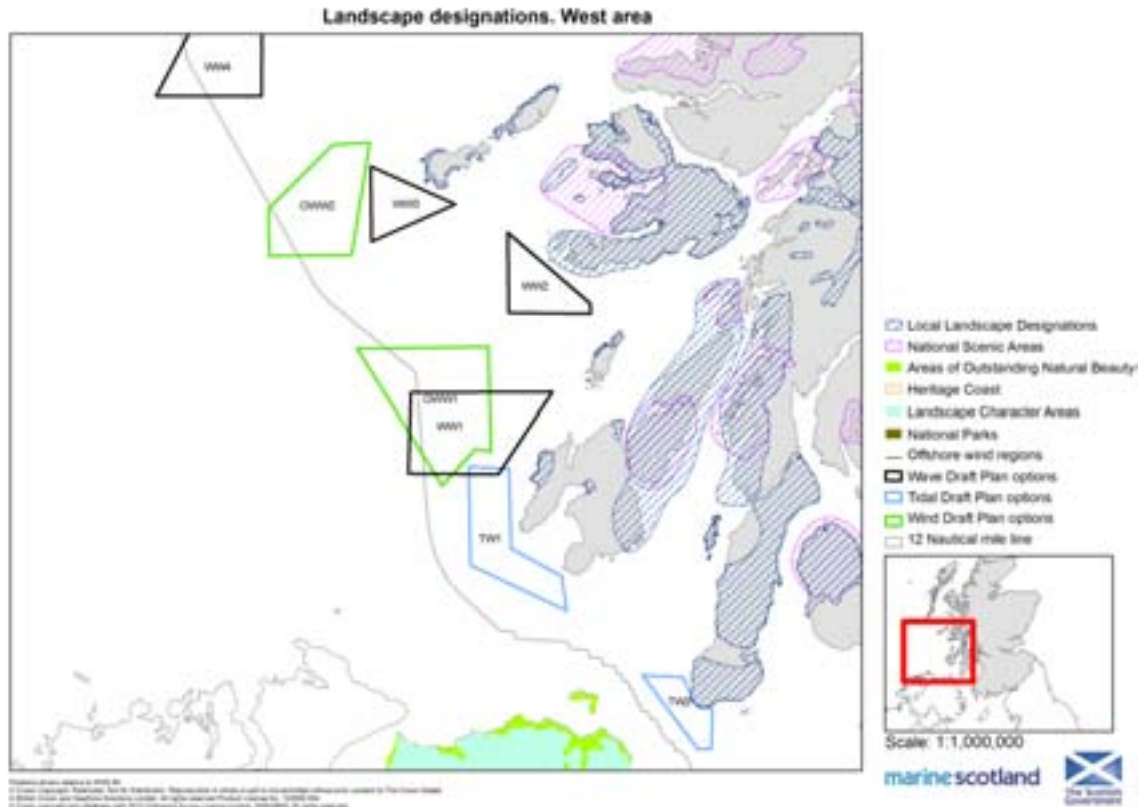 Landscape designations. West area
WW4
OWW2
WW3
WW2
OWW1
WW1
TW1
TW2
Local Landscape Designations
National Scenic Areas
Areas of Outstanding Natural Beauty
Heritage Coast
Landscape Character Areas
National Parks
Offshore wind regions
Wave Draft Plan options
Tidal Draft Plan options
Wind Draft Plan options
12 Nautical mile line
Scale: 1:1,000,000
marinescotland
The Scottish
Government